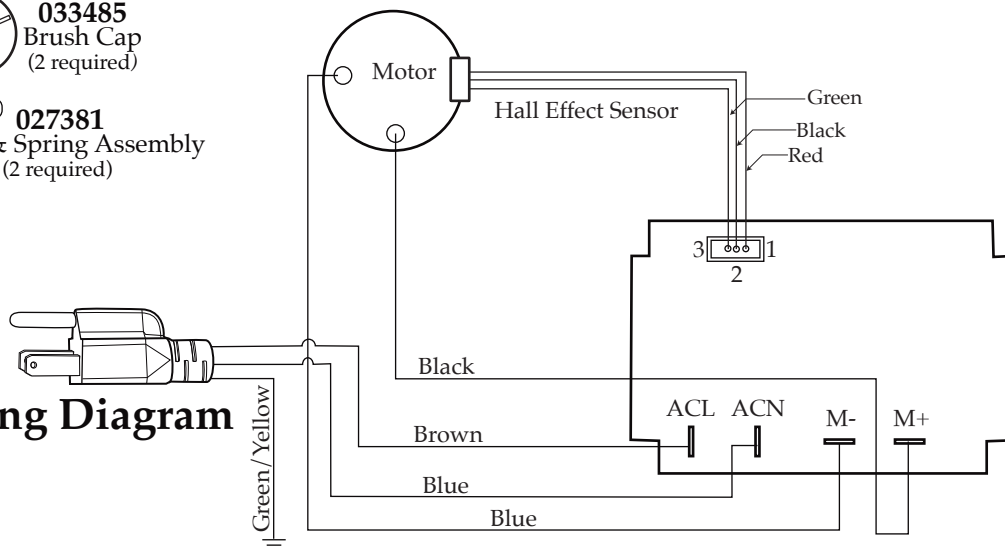 033485
Brush Cap
(2 required)
027381
& Spring Assembly
(2 required)
Motor
Hall Effect Sensor
Green
Black
Red
3
1
2
Black
ACL
ACN
M-
M+
ng Diagram
Brown
Green/Yellow
Blue
Blue